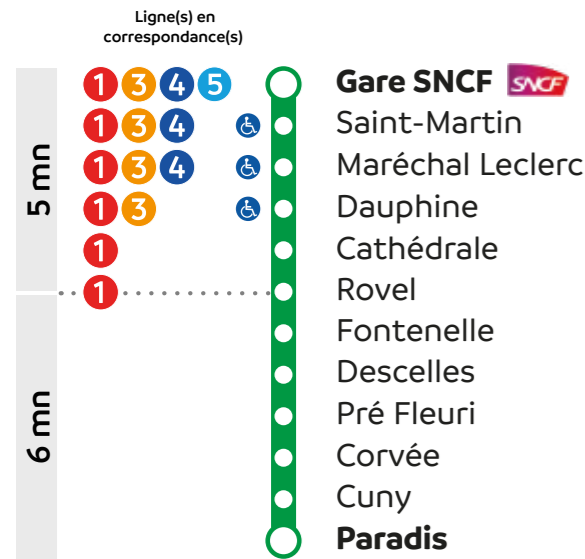 Ligne(s) en
correspondance(s)
1 3 4 5 Gare SNCF SNCF
1 3 4 Saint-Martin
1 3 4 Maréchal Leclerc
1 3 Dauphine
1 Cathédrale
1 Rovel
Fontenelle
Descelles
Pré Fleuri
Corvée
Cuny
Paradis
5 mn
6 mn